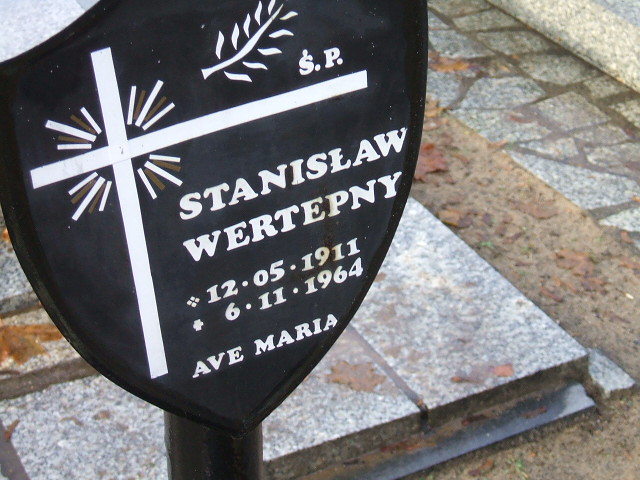 Ś.P.
STANISŁAW
WERTEPNY
12·05·1911
6·11·1964
AVE MARIA